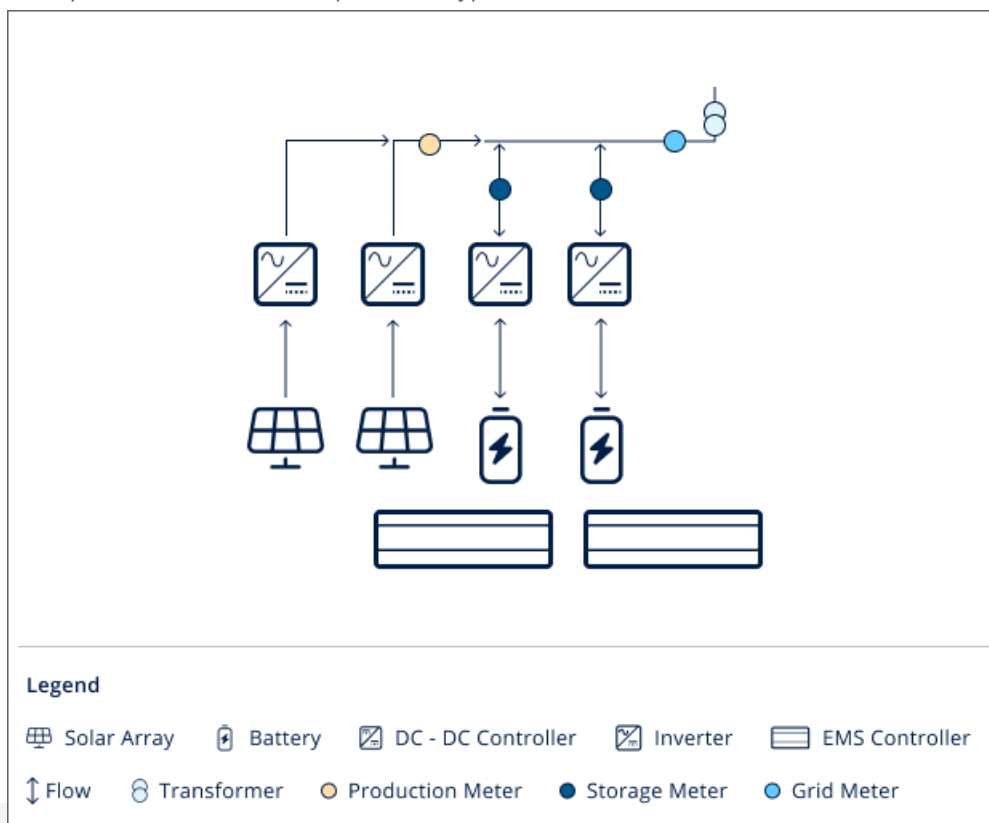 Legend
Solar Array Battery DC - DC Controller Inverter EMS Controller
Flow Transformer Production Meter Storage Meter Grid Meter